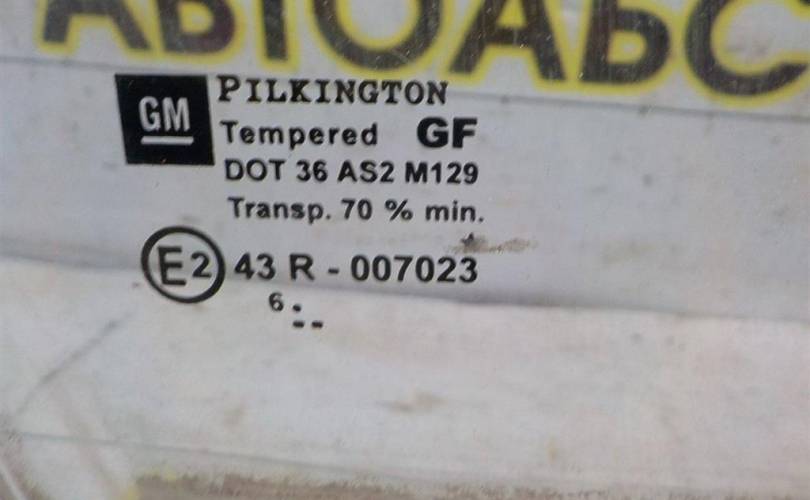 АВТОАБС
GM
PILKINGTON
Tempered GF
DOT 36 AS2 M129
Transp. 70 % min.
E2 43 R - 007023
6 : --